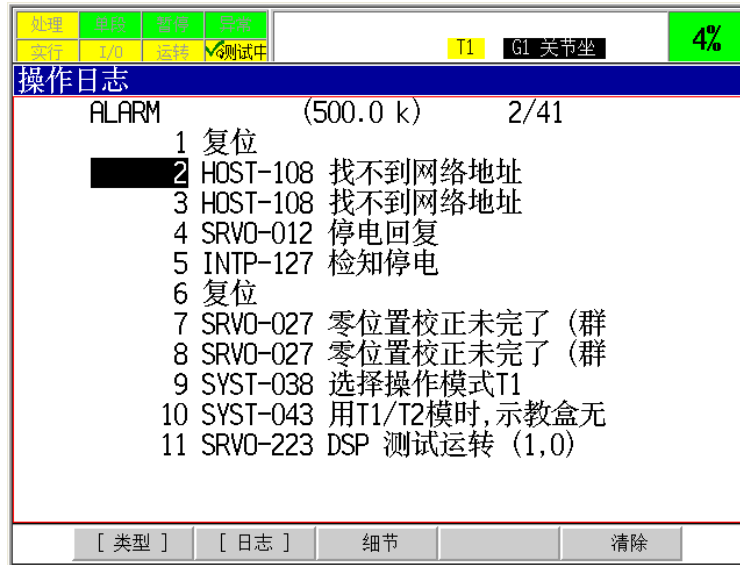 处理 单段 暂停 异常
实行 I/O 运转 测试中 T1 G1 关节坐 4%
操作日志
ALARM (500.0 k) 2/41
1 复位
2 HOST-108 找不到网络地址
3 HOST-108 找不到网络地址
4 SRVO-012 停电回复
5 INTP-127 检知停电
6 复位
7 SRVO-027 零位置校正未完了 (群
8 SRVO-027 零位置校正未完了 (群
9 SYST-038 选择操作模式T1
10 SYST-043 用T1/T2模时,示教盒无
11 SRVO-223 DSP 测试运转 (1,0)
[ 类型 ] [ 日志 ] 细节 清除